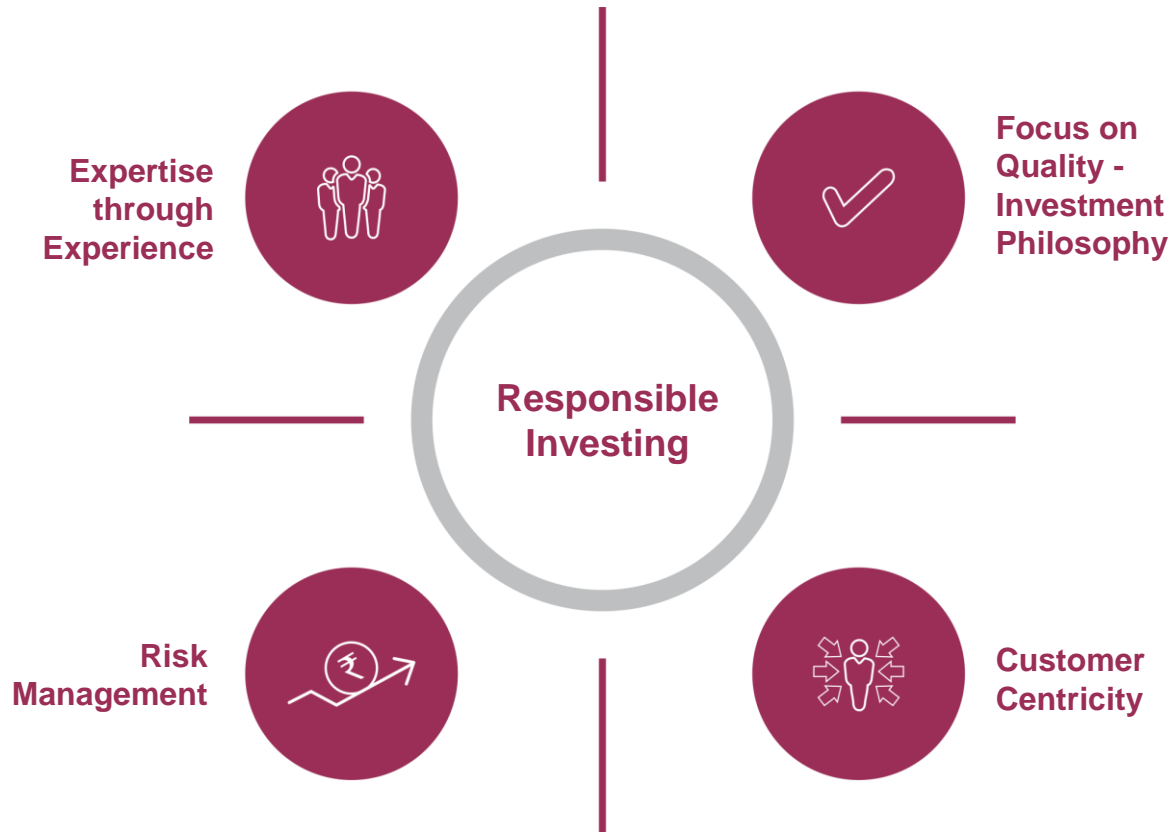 Expertise
through
Experience
Focus on
Quality -
Investment
Philosophy
Responsible
Investing
Risk
Management
₹
Customer
Centricity